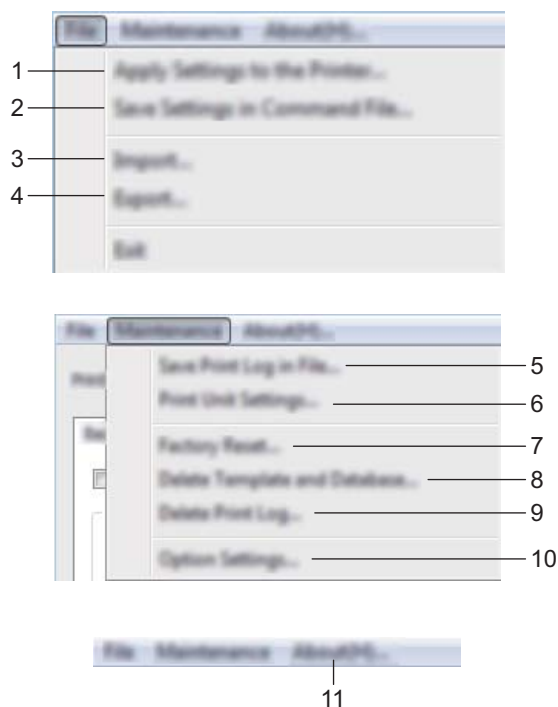 File Maintenance About(H)...
1 Apply Settings to the Printer...
2 Save Settings in Command File...
3 Import...
4 Export...
Exit
File Maintenance About(H)...
Save Print Log in File... 5
Print Unit Settings... 6
Factory Reset... 7
Delete Template and Database... 8
Delete Print Log... 9
Option Settings... 10
File Maintenance About(H)...
11